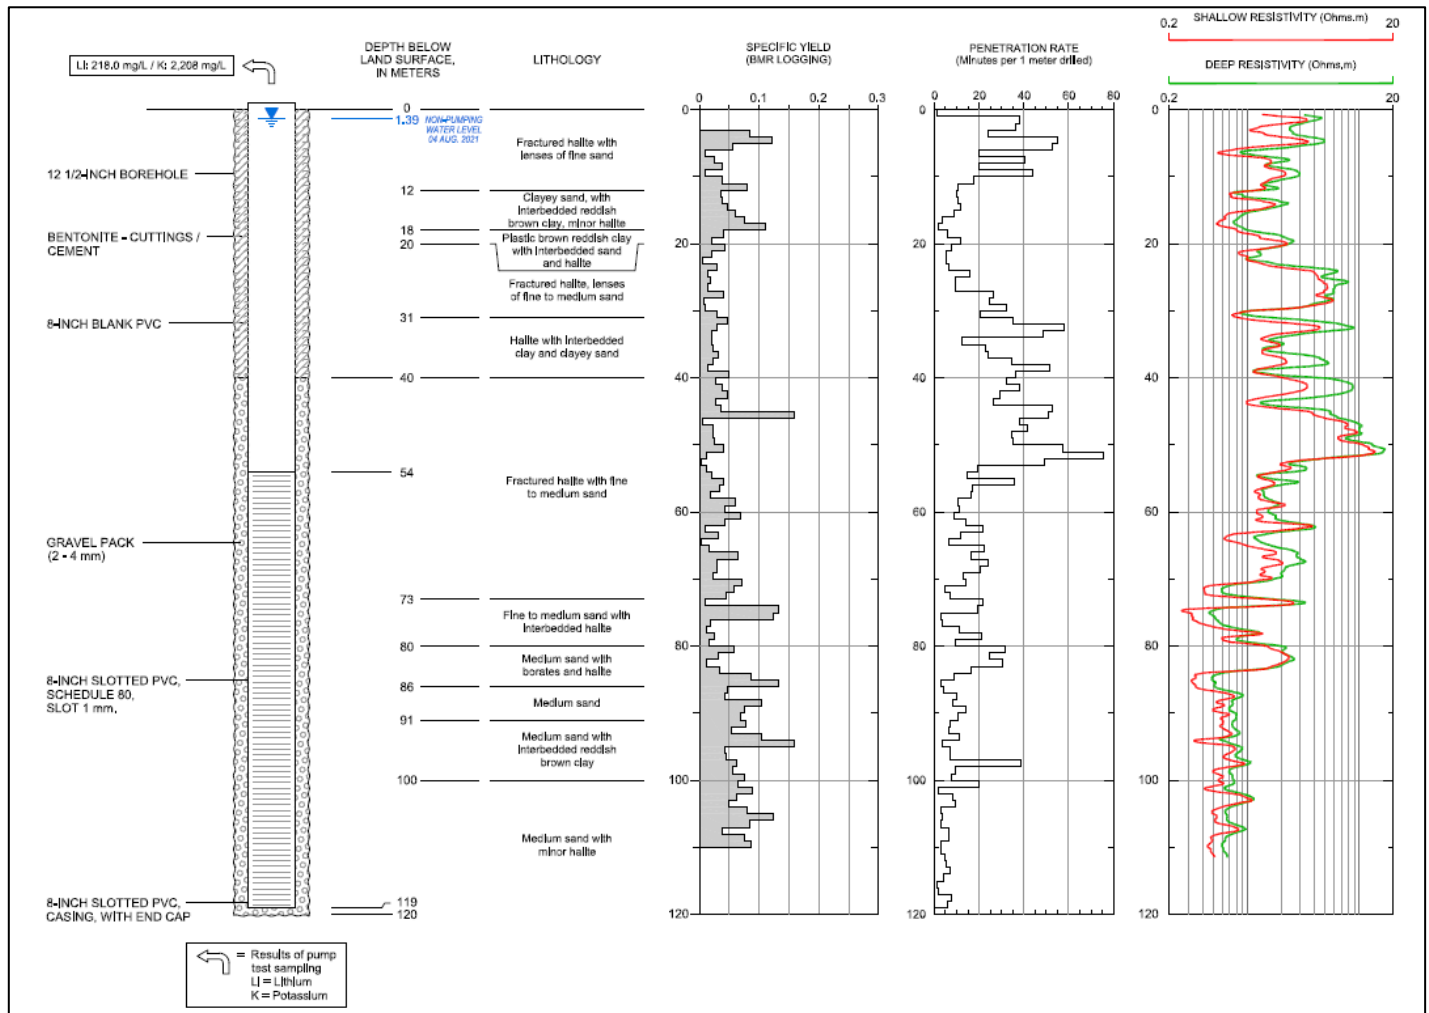 SHALLOW RESISTIVITY (Ohms.m)
0.2 20
DEEP RESISTIVITY (Ohms.m)
0.2 20
LI: 218.0 mg/L / K: 2,208 mg/L
DEPTH BELOW
LAND SURFACE,
IN METERS
LITHOLOGY
SPECIFIC YIELD
(BMR LOGGING)
PENETRATION RATE
(Minutes per 1 meter drilled)
0 0.1 0.2 0.3
0 20 40 60 80
0
1.39
NON-PUMPING
WATER LEVEL
04 AUG. 2021
12
18
20
31
40
54
73
80
86
91
100
119
120
12 1/2-INCH BOREHOLE
BENTONITE - CUTTINGS /
CEMENT
8-INCH BLANK PVC
GRAVEL PACK
(2 - 4 mm)
8-INCH SLOTTED PVC,
SCHEDULE 80,
SLOT 1 mm,
8-INCH SLOTTED PVC,
CASING, WITH END CAP
Fractured halite with
lenses of fine sand
Clayey sand, with
Interbedded reddish
brown clay, minor halite
Plastic brown reddish clay
with Interbedded sand
and halite
Fractured halite, lenses
of fine to medium sand
Halite with Interbedded
clay and clayey sand
Fractured halite with fine
to medium sand
Fine to medium sand with
Interbedded halite
Medium sand with
borates and halite
Medium sand
Medium sand with
Interbedded reddish
brown clay
Medium sand with
minor halite
0
20
40
60
80
100
120
0
20
40
60
80
100
120
0
20
40
60
80
100
120
= Results of pump
test sampling
LI = Lithium
K = Potassium